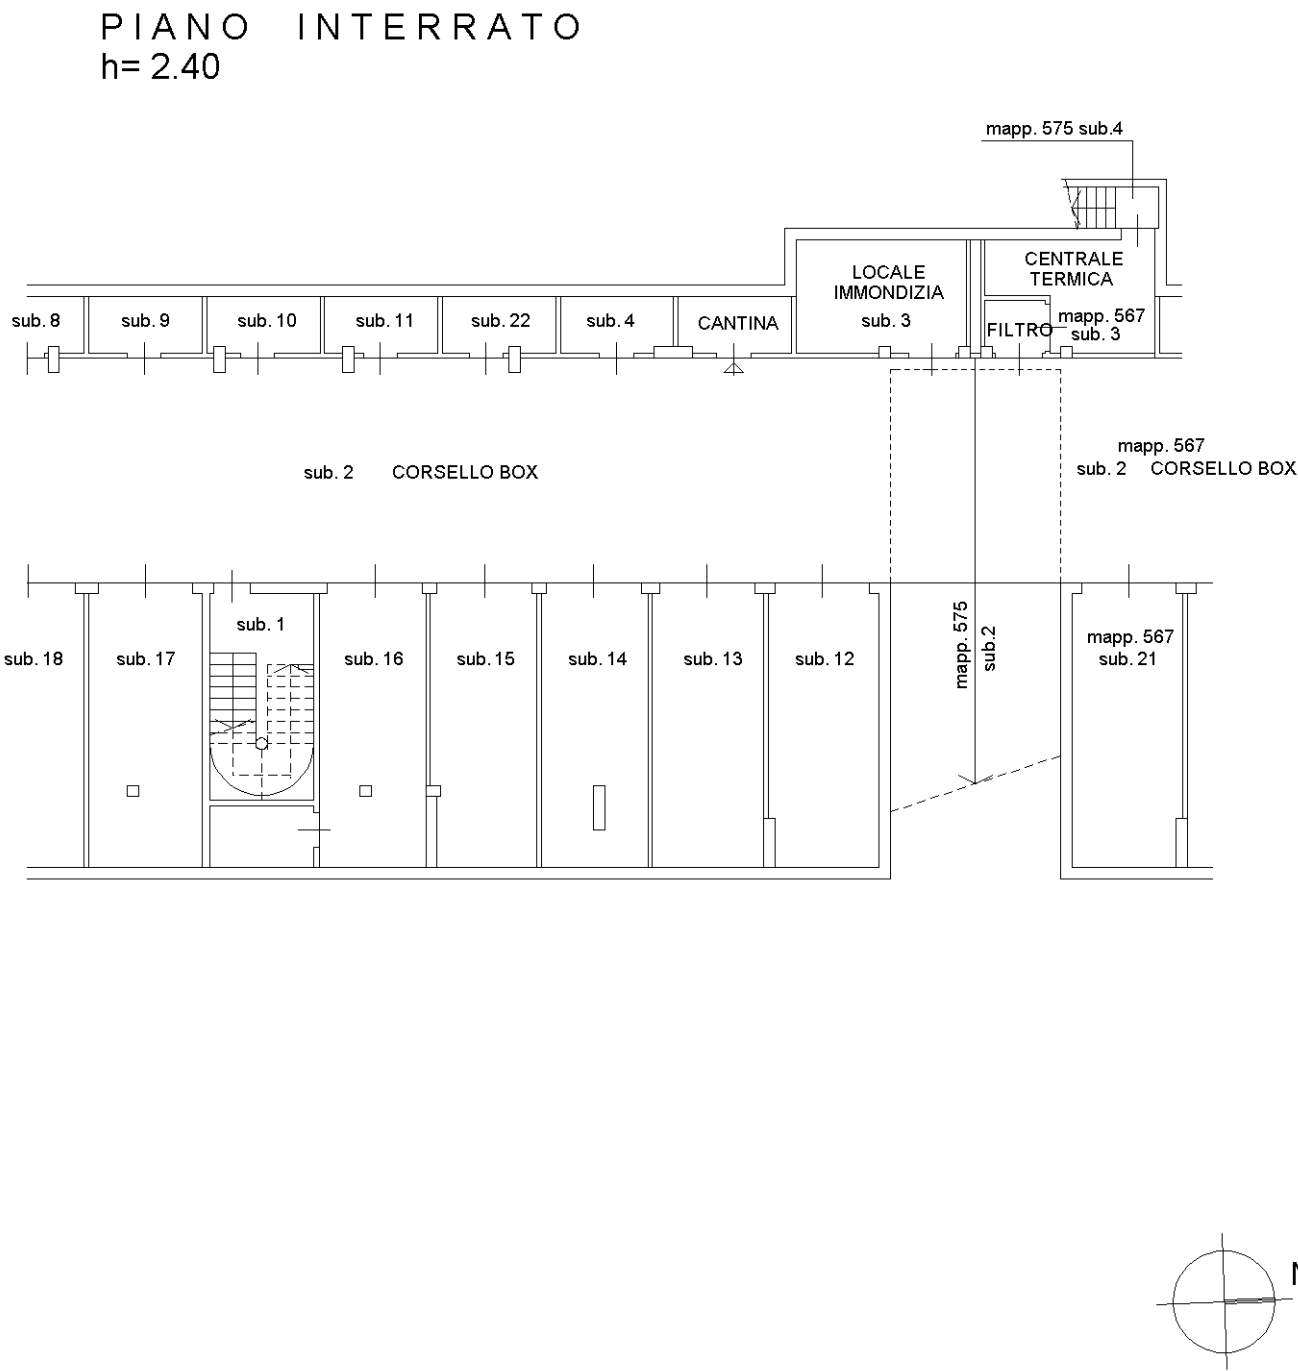 PIANO INTERRATO
h= 2.40
mapp. 575 sub.4
LOCALE
IMMONDIZIA
sub. 3
CENTRALE
TERMICA
mapp. 567
sub. 3
FILTRO
sub. 8
sub. 9
sub. 10
sub. 11
sub. 22
sub. 4
CANTINA
sub. 2 CORSELLO BOX
mapp. 567
sub. 2 CORSELLO BOX
sub. 1
sub. 18
sub. 17
sub. 16
sub. 15
sub. 14
sub. 13
sub. 12
mapp. 575
sub.2
mapp. 567
sub. 21